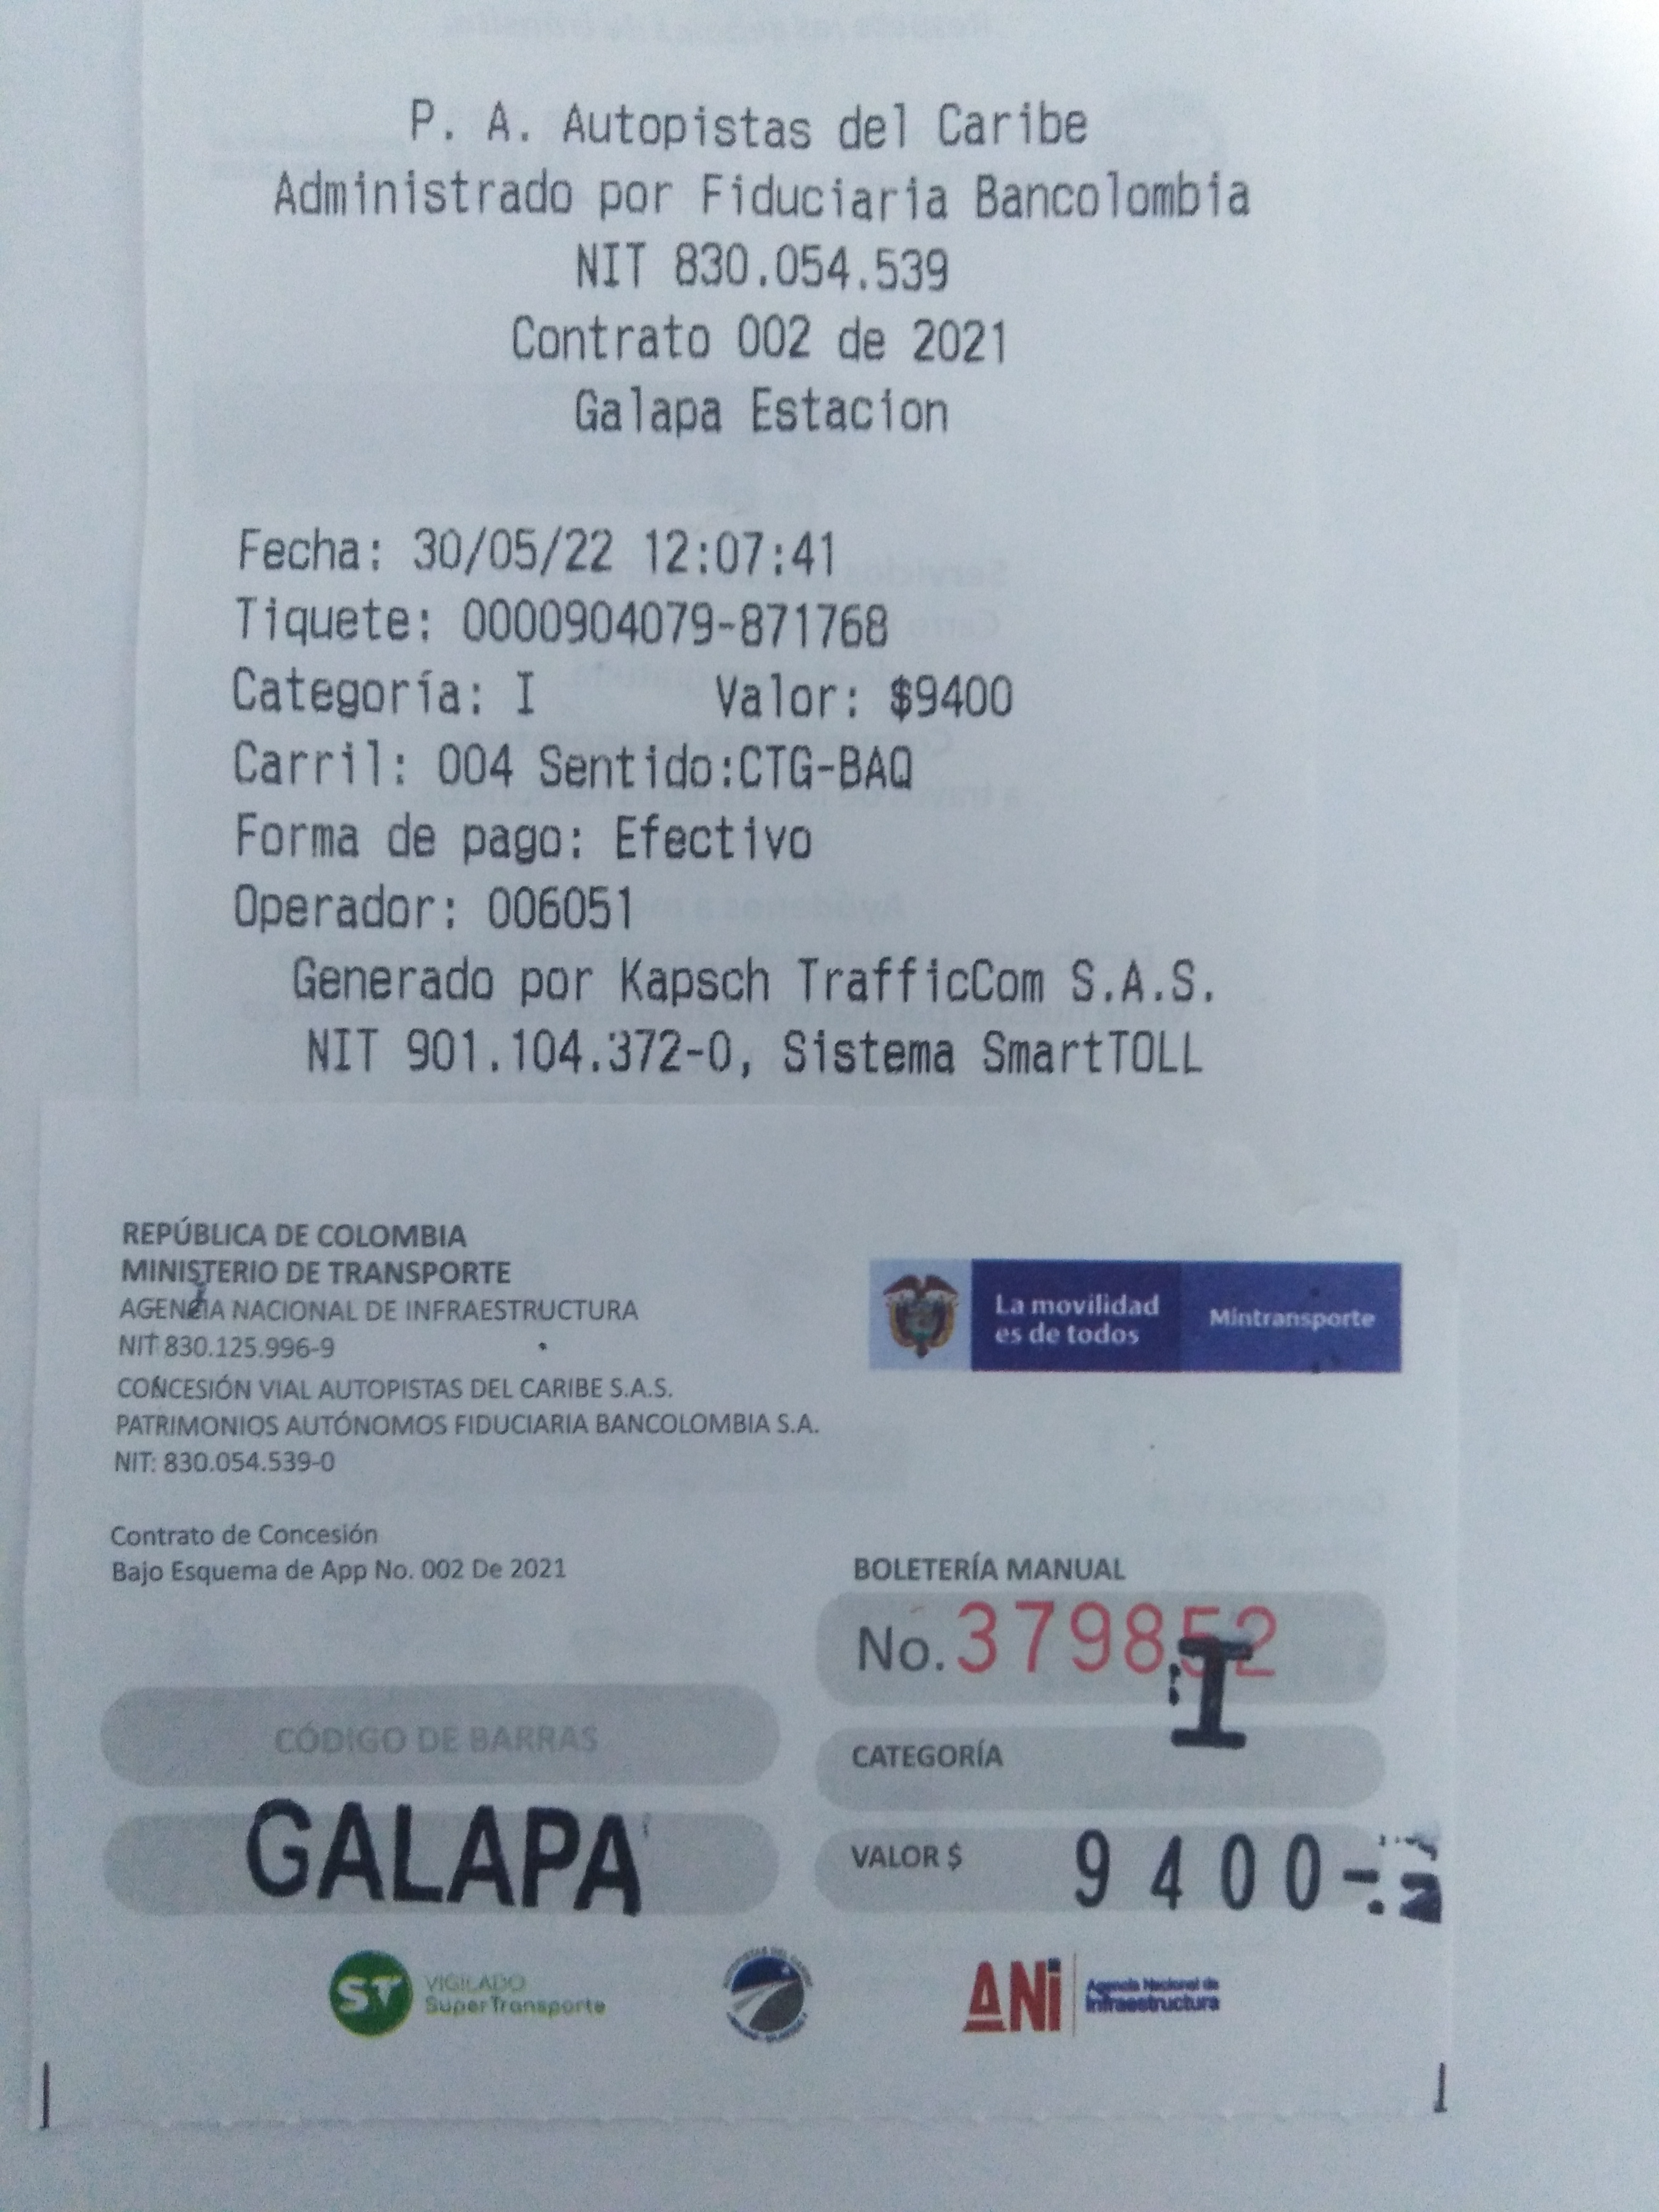 P. A. Autopistas del Caribe
Administrado por Fiduciaria Bancolombia
NIT 830.054.539
Contrato 002 de 2021
Galapa Estacion
Fecha: 30/05/22 12:07:41
Tiquete: 0000904079-871768
Categoría: I Valor: $9400
Carril: 004 Sentido:CTG-BAQ
Forma de pago: Efectivo
Operador: 006051
Generado por Kapsch TrafficCom S.A.S.
NIT 901.104.372-0, Sistema SmartTOLL
REPÚBLICA DE COLOMBIA
MINISTERIO DE TRANSPORTE
AGENCIA NACIONAL DE INFRAESTRUCTURA
NIT 830.125.996-9
CONCESIÓN VIAL AUTOPISTAS DEL CARIBE S.A.S.
PATRIMONIOS AUTÓNOMOS FIDUCIARIA BANCOLOMBIA S.A.
NIT: 830.054.539-0
La movilidad
es de todos
Mintransporte
Contrato de Concesión
Bajo Esquema de App No. 002 De 2021
BOLETERÍA MANUAL
No. 379852
I
CÓDIGO DE BARRAS
CATEGORÍA
GALAPA
VALOR $ 9400-
ST VIGILADO
SuperTransporte
ANi Agencia Nacional de
Infraestructura